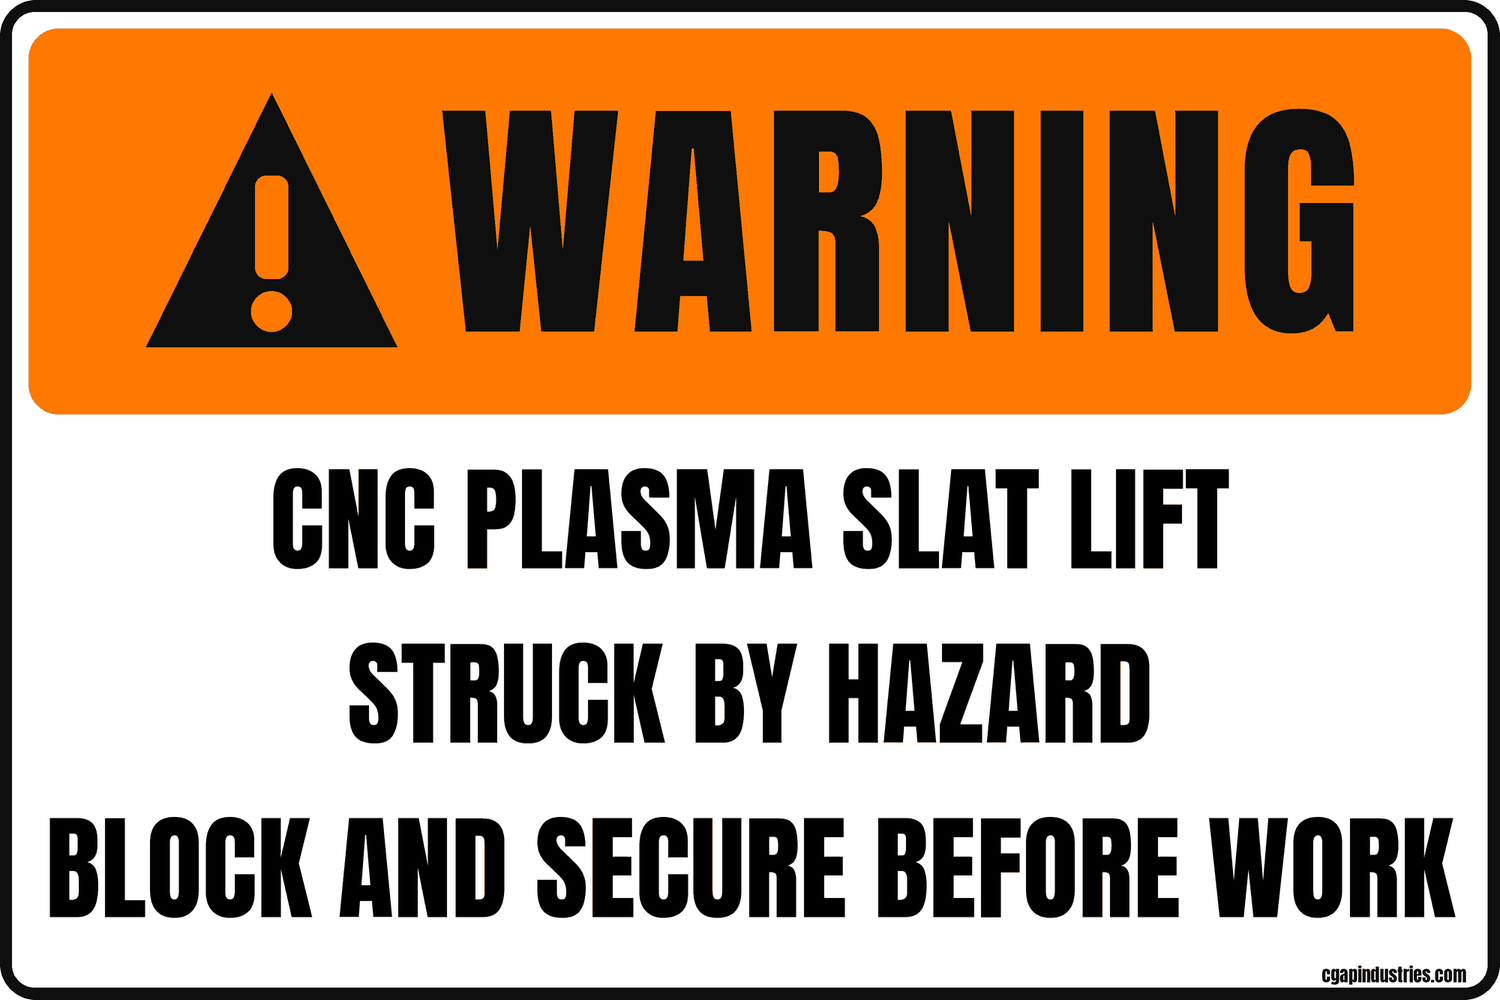 WARNING
CNC PLASMA SLAT LIFT
STRUCK BY HAZARD
BLOCK AND SECURE BEFORE WORK
cgapindustries.com